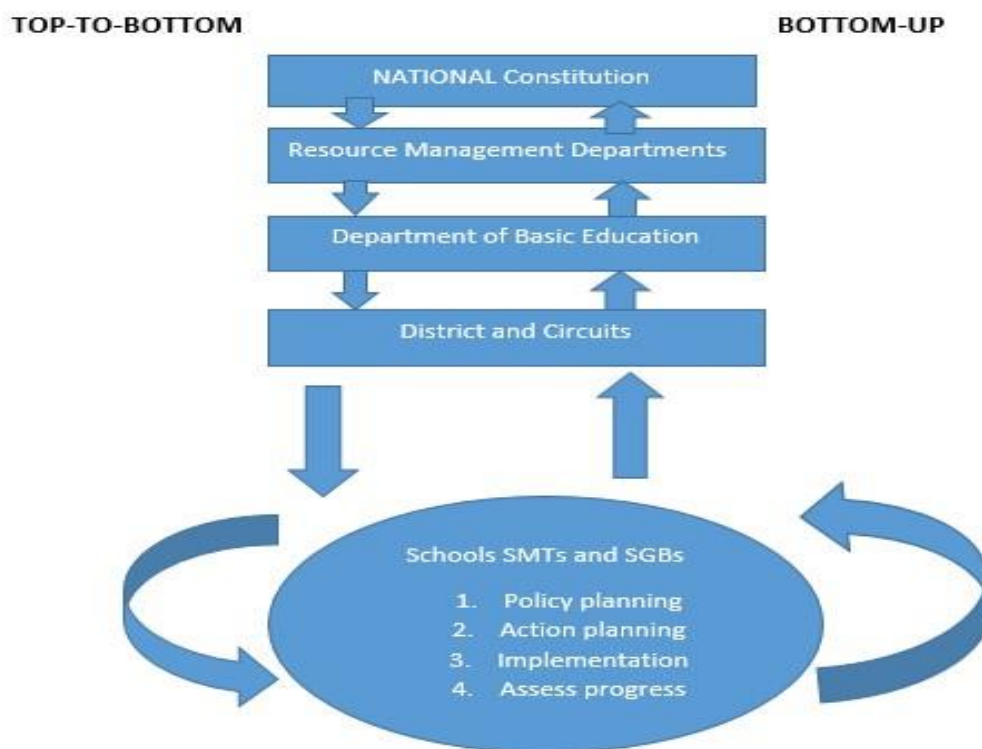 TOP-TO-BOTTOM
BOTTOM-UP
NATIONAL Constitution
Resource Management Departments
Department of Basic Education
District and Circuits
Schools SMTs and SGBs
1. Policy planning
2. Action planning
3. Implementation
4. Assess progress